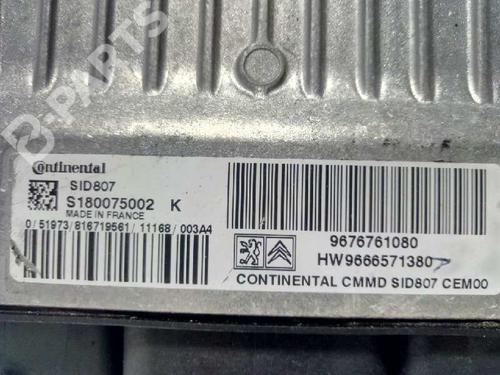 B-PARTS
Continental
SID807
S180075002 K
MADE IN FRANCE
0/51973/816719561/11168/003A4
9676761080
HW9666571380
CONTINENTAL CMMD SID807 CEM00